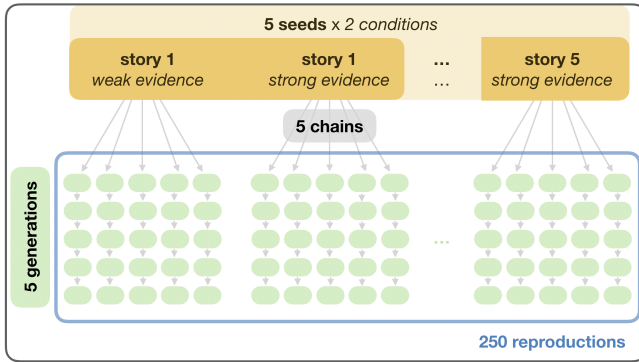 5 seeds x 2 conditions
story 1
weak evidence
story 1
strong evidence
...
...
story 5
strong evidence
5 chains
5 generations
...
250 reproductions